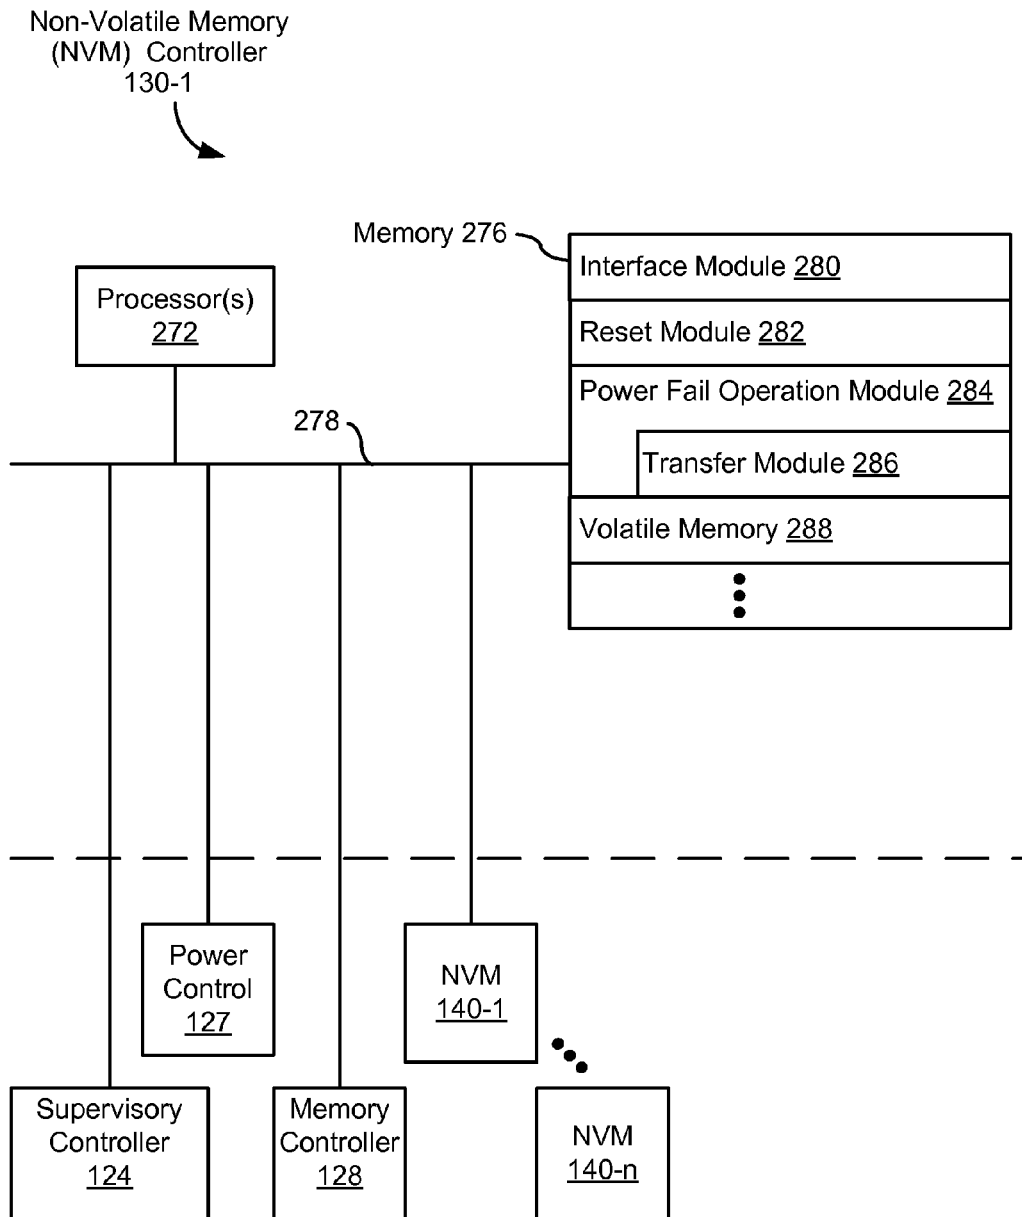 Non-Volatile Memory
(NVM) Controller
130-1
Memory 276
Interface Module 280
Processor(s)
272
Reset Module 282
Power Fail Operation Module 284
278
Transfer Module 286
Volatile Memory 288
Power
Control
127
NVM
140-1
Supervisory
Controller
124
Memory
Controller
128
NVM
140-n